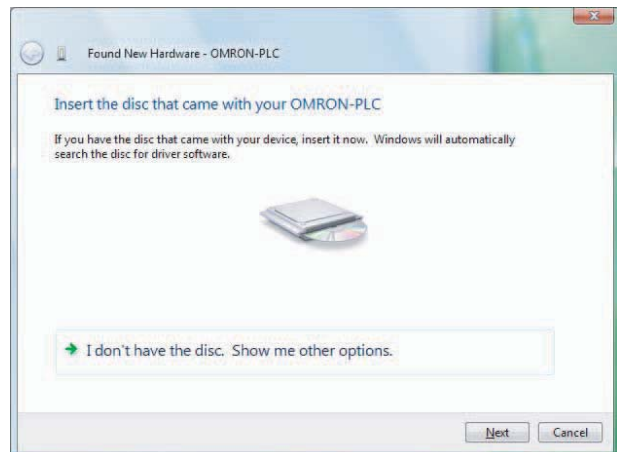 Found New Hardware - OMRON-PLC
Insert the disc that came with your OMRON-PLC
If you have the disc that came with your device, insert it now. Windows will automatically
search the disc for driver software.
I don't have the disc. Show me other options.
Next Cancel